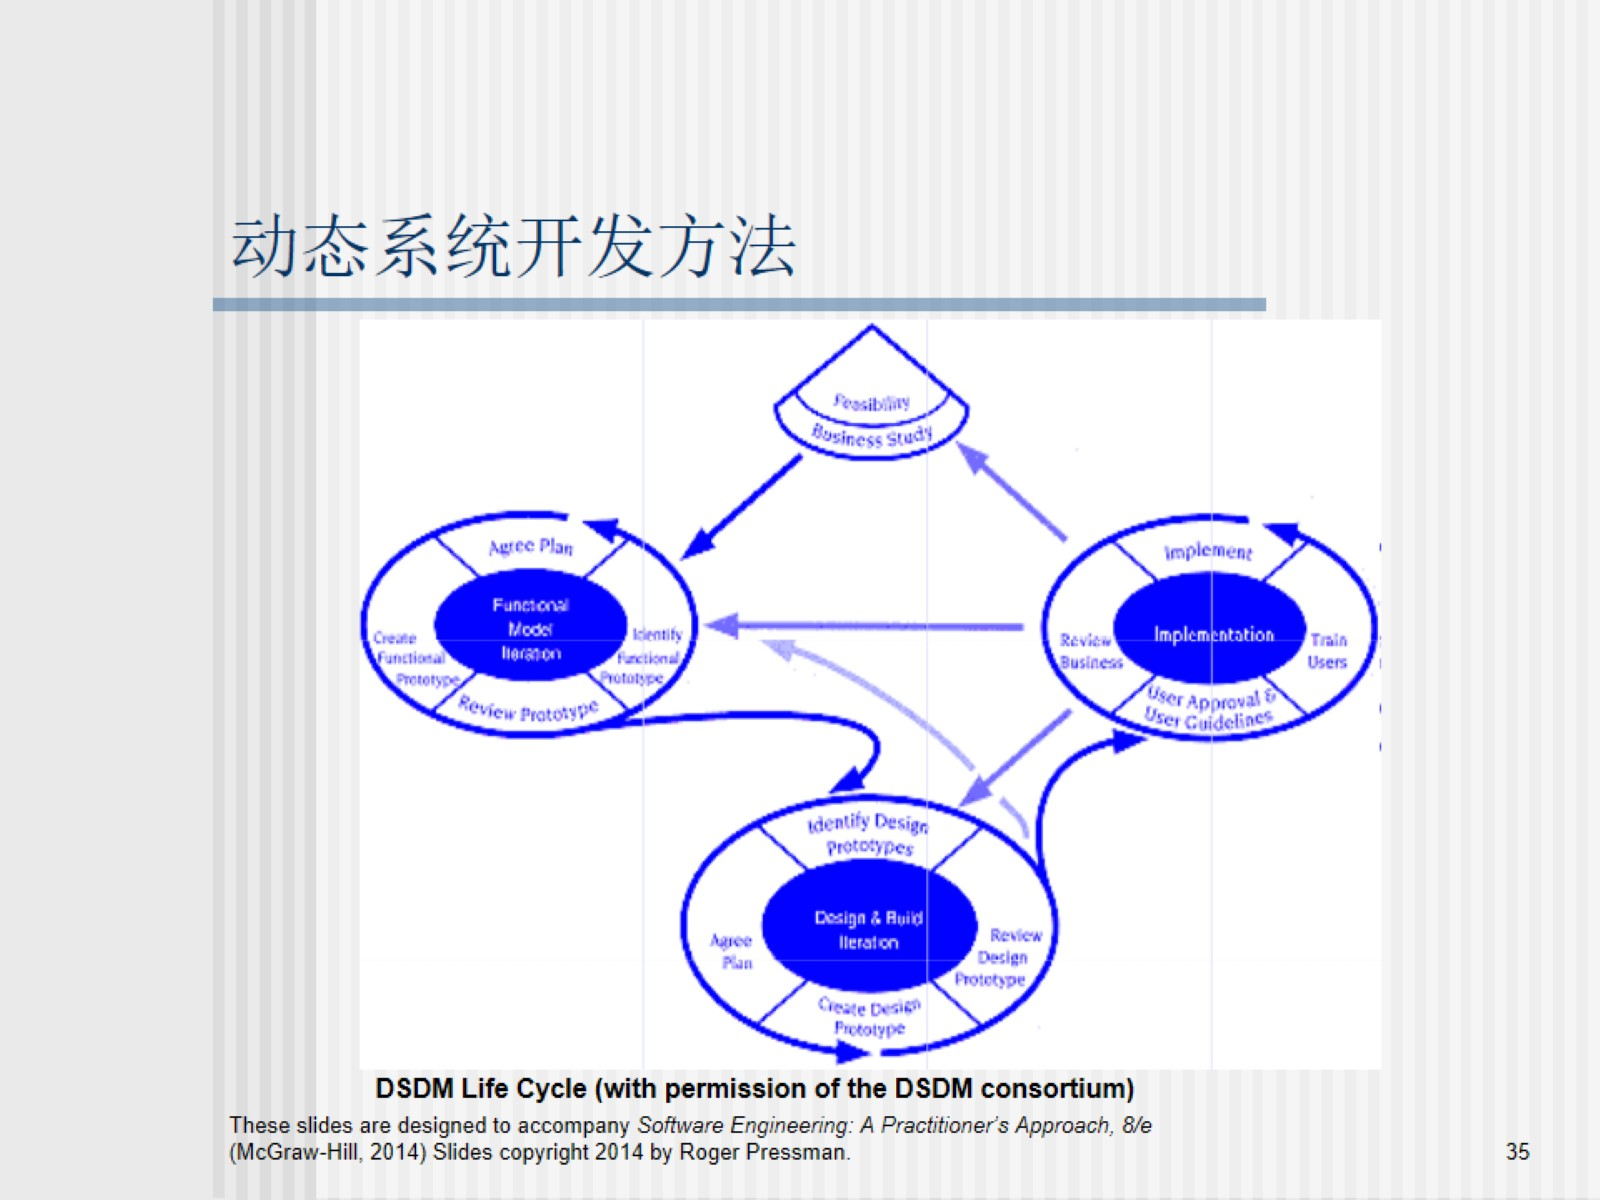 动态系统开发方法
Feasibility
Business Study
Agree Plan
Functional
Model
Iteration
Create
Functional
Prototype
Identify
Functional
Prototype
Review Prototype
Implement
Implementation
Review
Business
Train
Users
User Approval &
User Guidelines
Identify Design
Prototypes
Design & Build
Iteration
Agree
Plan
Review
Design
Prototype
Create Design
Prototype
DSDM Life Cycle (with permission of the DSDM consortium)
These slides are designed to accompany Software Engineering: A Practitioner’s Approach, 8/e
(McGraw-Hill, 2014) Slides copyright 2014 by Roger Pressman.
35